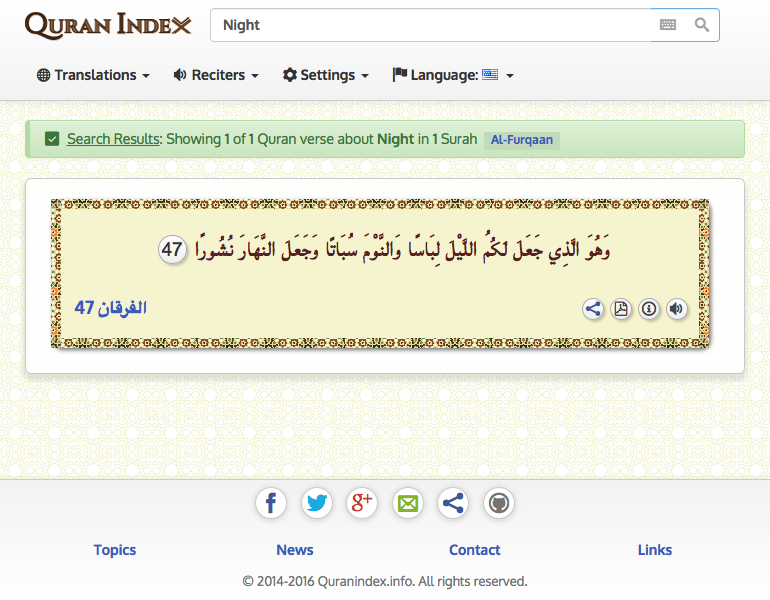 QURAN INDEX
Night
Translations
Reciters
Settings
Language:
Search Results: Showing 1 of 1 Quran verse about Night in 1 Surah Al-Furqaan
وَهُوَ الَّذِي جَعَلَ لَكُمُ اللَّيْلَ لِبَاسًا وَالنَّوْمَ سُبَاتًا وَجَعَلَ النَّهَارَ نُشُورًا 47
الفرقان 47
Topics
News
Contact
Links
© 2014-2016 Quranindex.info. All rights reserved.